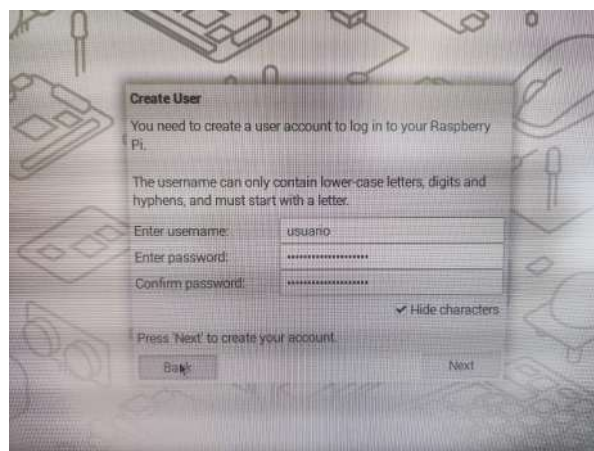 Create User
You need to create a user account to log in to your Raspberry
Pi.
The username can only contain lower-case letters, digits and
hyphens, and must start with a letter.
Enter username:
usuario
Enter password:
Confirm password:
Hide characters
Press 'Next' to create your account.
Back
Next